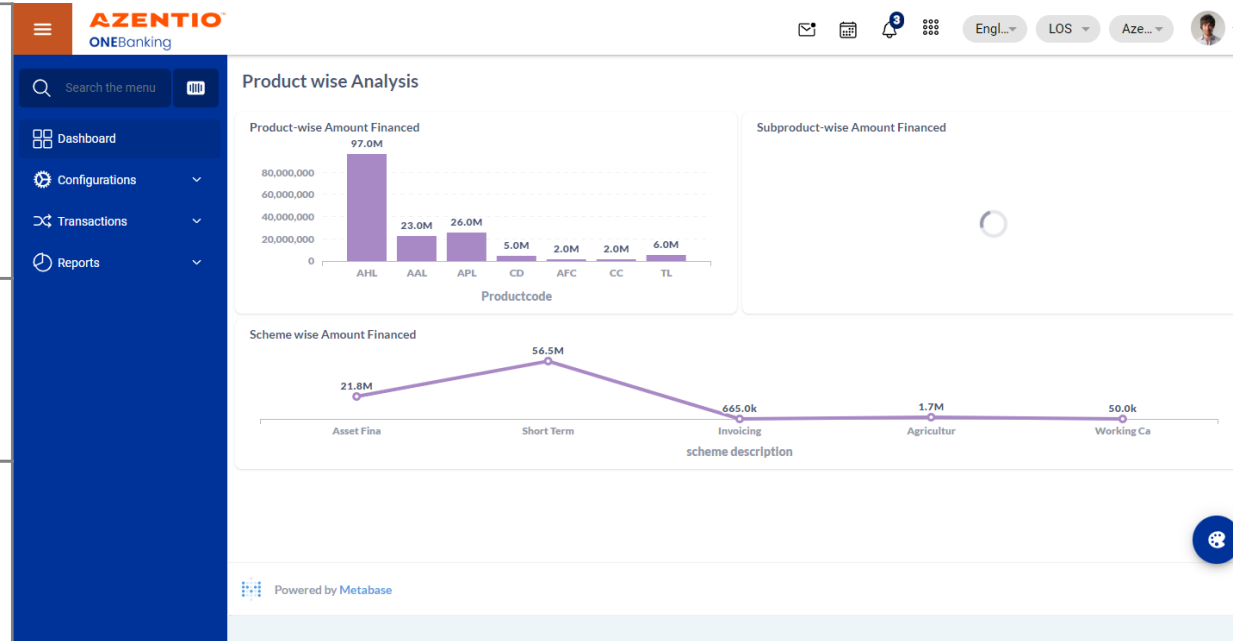 AZENTIO
ONEBanking
3
Engl...
LOS
Aze...
Search the menu
Dashboard
Configurations
Transactions
Reports
Product wise Analysis
Product-wise Amount Financed
97.0M
80,000,000
60,000,000
40,000,000
20,000,000
0
23.0M
26.0M
5.0M
2.0M
2.0M
6.0M
AHL AAL APL CD AFC CC TL
Productcode
Subproduct-wise Amount Financed
Scheme wise Amount Financed
56.5M
21.8M
665.0k
1.7M
50.0k
Asset Fina Short Term Invoicing Agricultur Working Ca
scheme description
Powered by Metabase